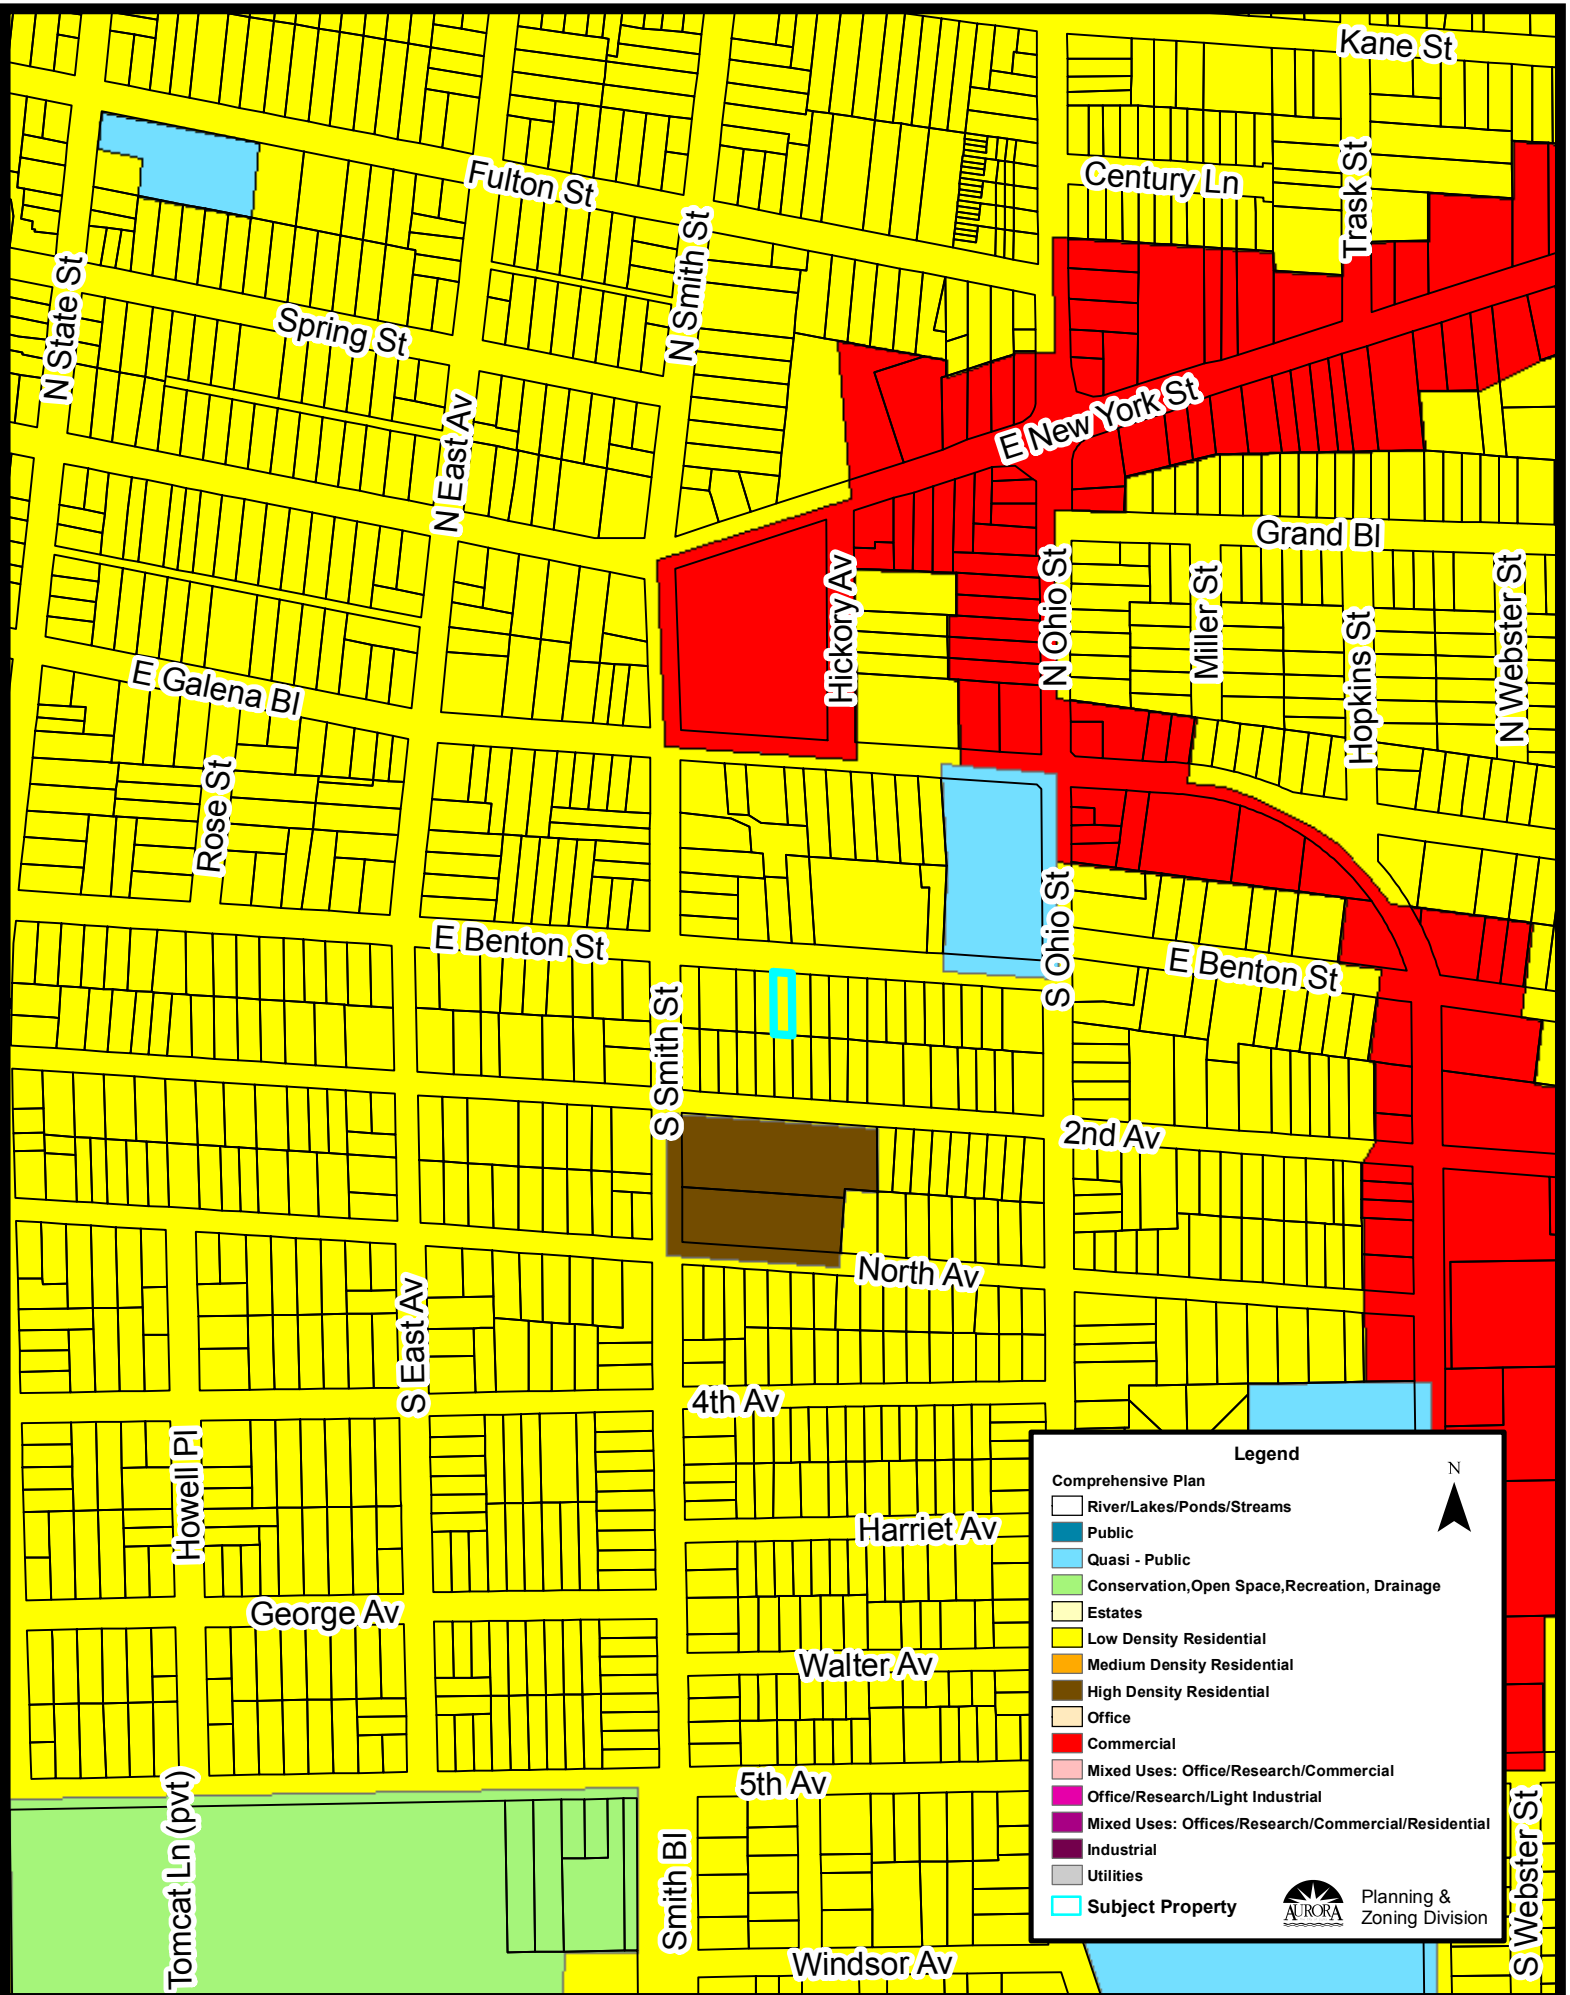 Kane St
Century Ln
Trask St
Fulton St
N Smith St
N State St
Spring St
N East Av
E New York St
Grand Bl
Hickory Av
N Ohio St
Miller St
Hopkins St
N Webster St
E Galena Bl
Rose St
E Benton St
S Ohio St
E Benton St
S Smith St
2nd Av
North Av
S East Av
4th Av
Howell Pl
Harriet Av
George Av
Walter Av
5th Av
Tomcat Ln (pvt)
Smith Bl
Windsor Av
S Webster St
Legend
N
Comprehensive Plan
River/Lakes/Ponds/Streams
Public
Quasi - Public
Conservation,Open Space,Recreation, Drainage
Estates
Low Density Residential
Medium Density Residential
High Density Residential
Office
Commercial
Mixed Uses: Office/Research/Commercial
Office/Research/Light Industrial
Mixed Uses: Offices/Research/Commercial/Residential
Industrial
Utilities
Subject Property
AURORA
Planning &
Zoning Division